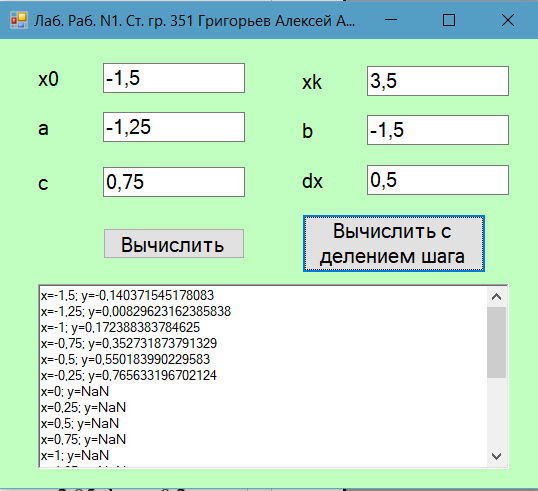 Лаб. Раб. N1. Ст. гр. 351 Григорьев Алексей А...
x0 -1,5 xk 3,5
a -1,25 b -1,5
c 0,75 dx 0,5
Вычислить
Вычислить с
делением шага
x=-1,5; y=-0,140371545178083
x=-1,25; y=0,00829623162385838
x=-1; y=0,172388383784625
x=-0,75; y=0,352731873791329
x=-0,5; y=0,550183990229583
x=-0,25; y=0,765633196702124
x=0; y=NaN
x=0,25; y=NaN
x=0,5; y=NaN
x=0,75; y=NaN
x=1; y=NaN